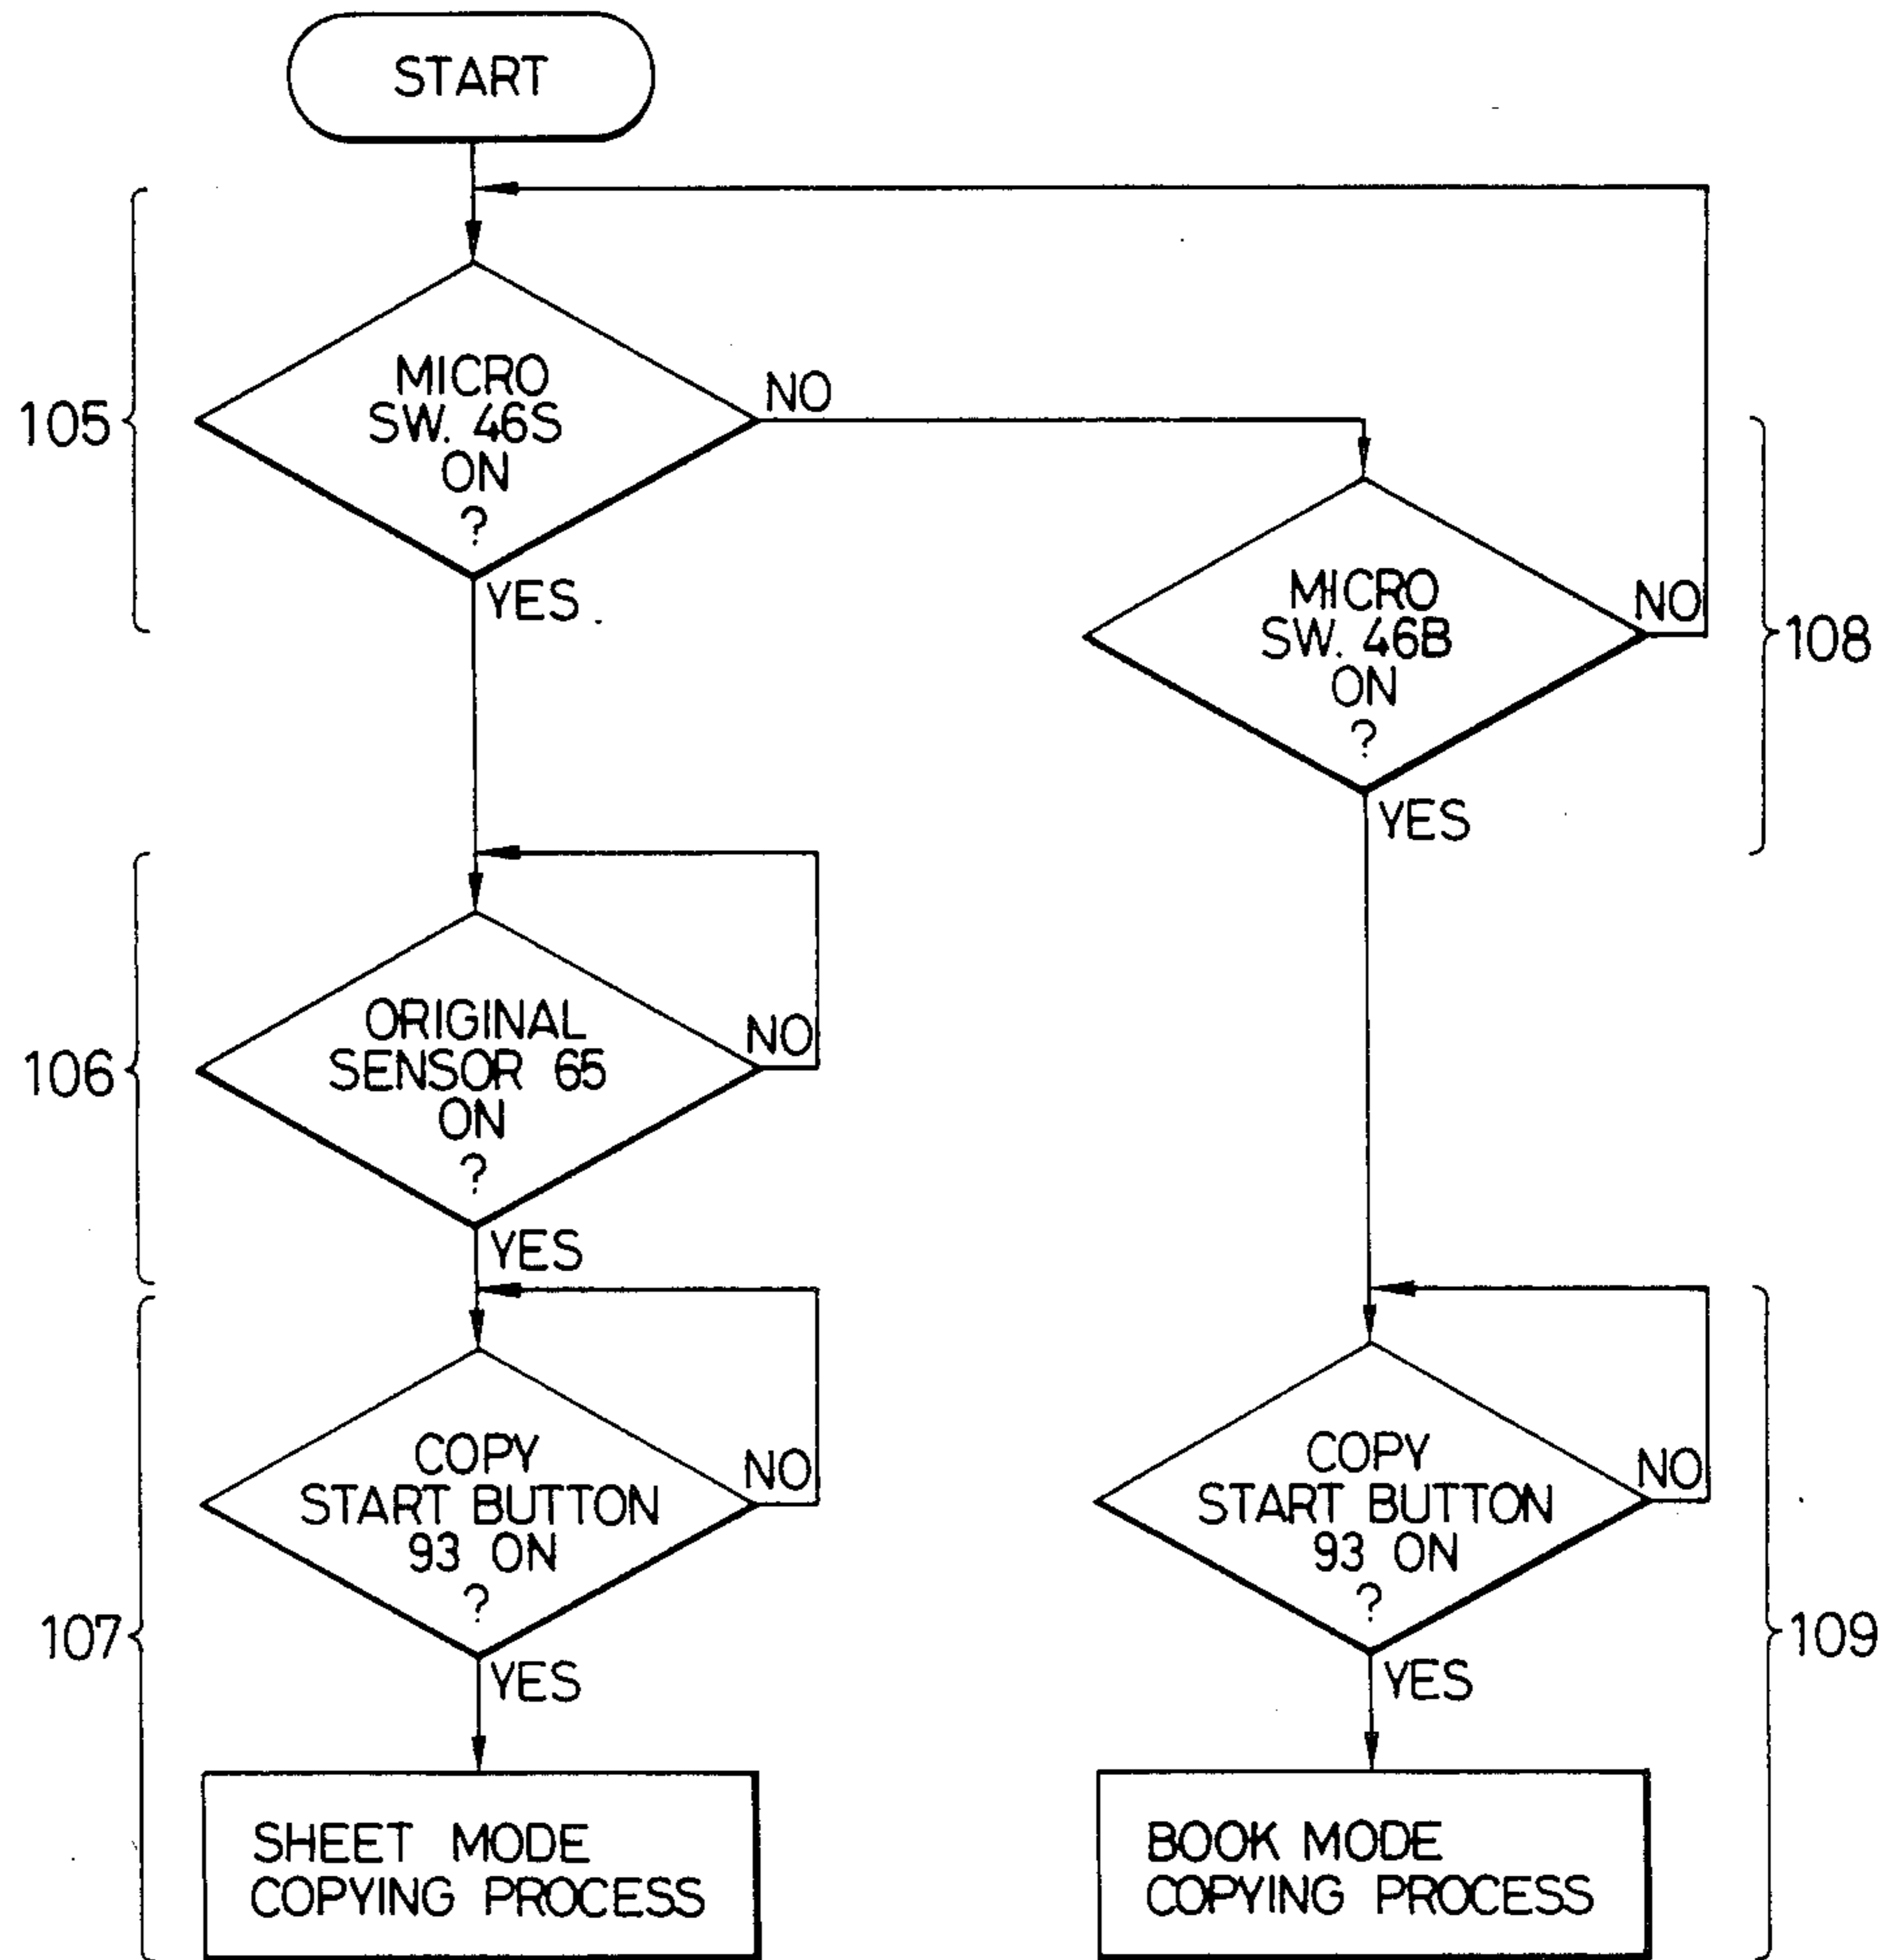 START
105
MICRO
SW. 46S
ON
?
NO
YES
MICRO
SW. 46B
ON
?
NO
YES
108
106
ORIGINAL
SENSOR 65
ON
?
NO
YES
107
COPY
START BUTTON
93 ON
?
NO
YES
COPY
START BUTTON
93 ON
?
NO
YES
109
SHEET MODE
COPYING PROCESS
BOOK MODE
COPYING PROCESS